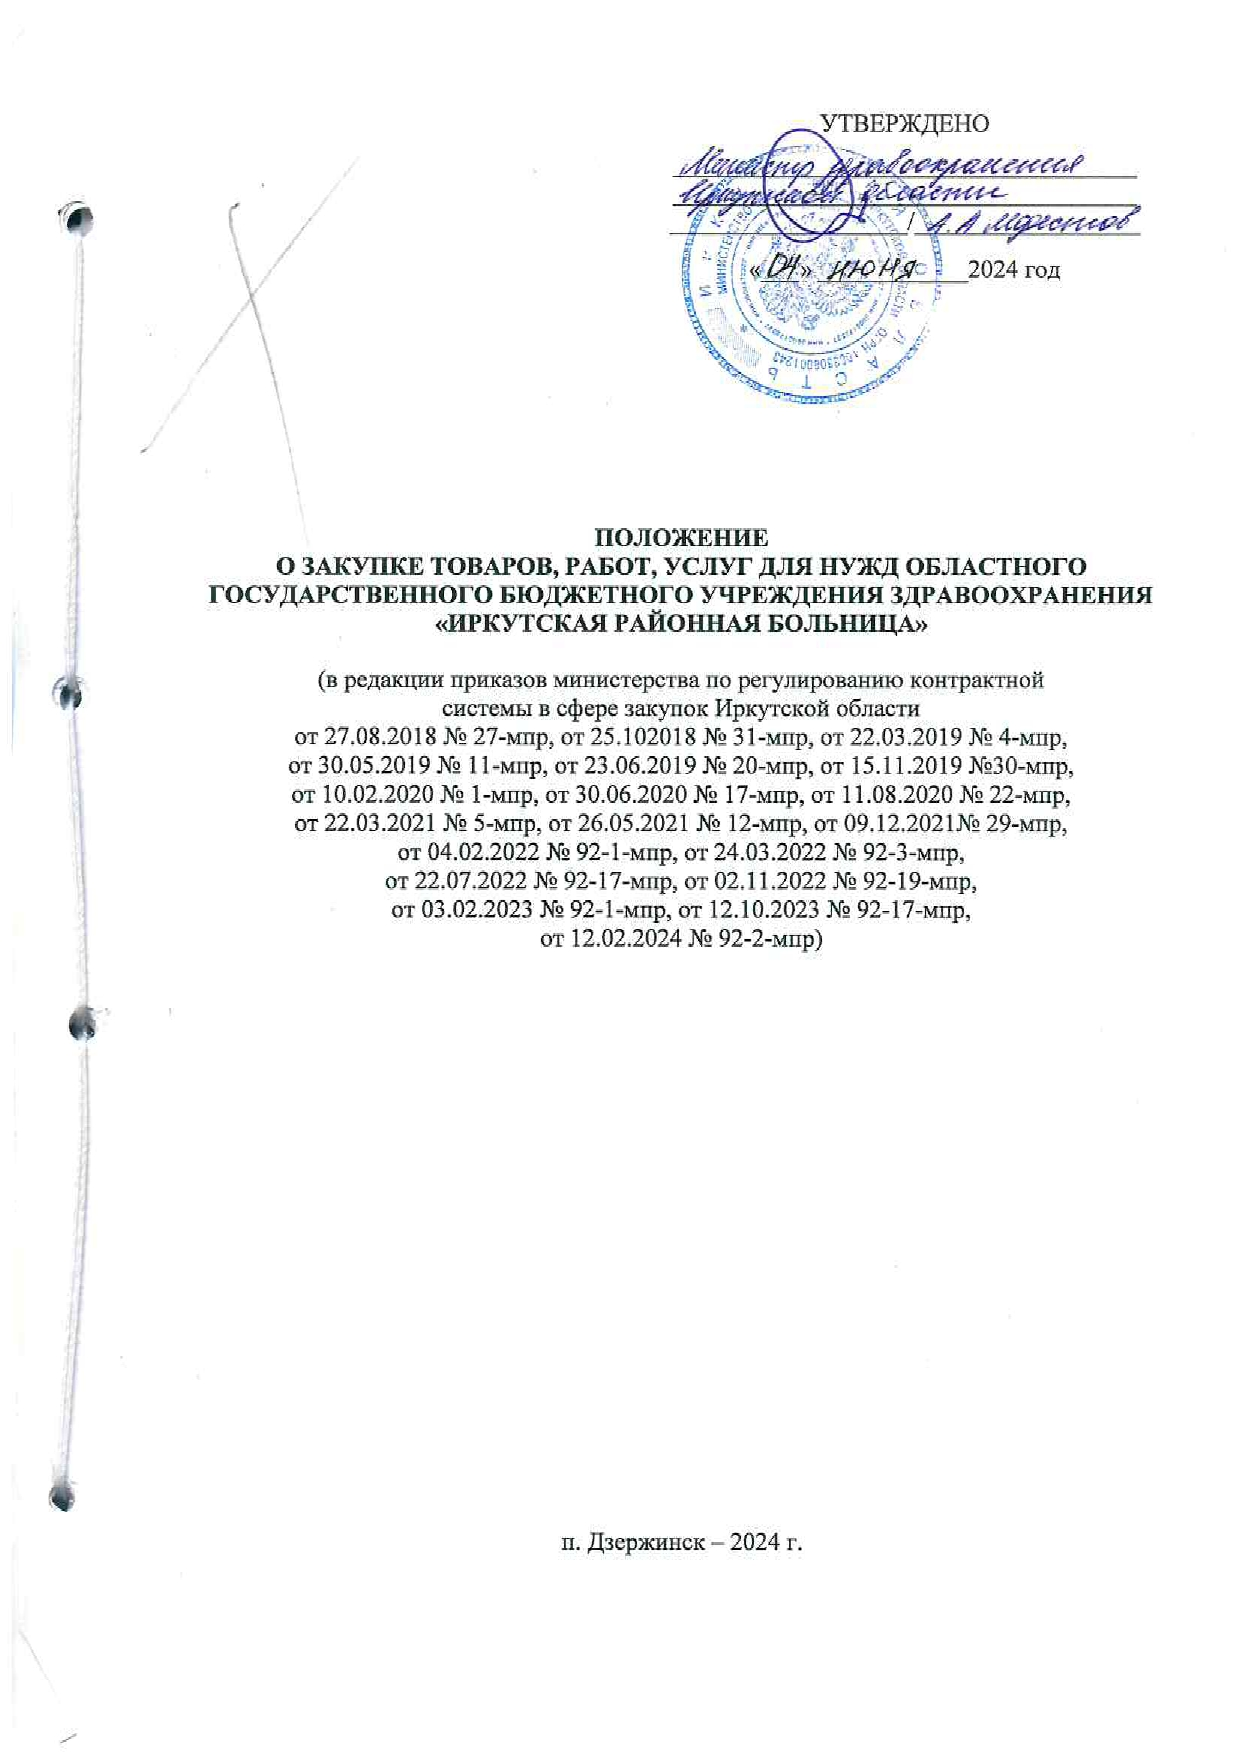 УТВЕРЖДЕНО
Министр здравоохранения
Иркутской области
/ А.А. Модестов
«04» июня 2024 год
ПОЛОЖЕНИЕ
О ЗАКУПКЕ ТОВАРОВ, РАБОТ, УСЛУГ ДЛЯ НУЖД ОБЛАСТНОГО
ГОСУДАРСТВЕННОГО БЮДЖЕТНОГО УЧРЕЖДЕНИЯ ЗДРАВООХРАНЕНИЯ
«ИРКУТСКАЯ РАЙОННАЯ БОЛЬНИЦА»
(в редакции приказов министерства по регулированию контрактной
системы в сфере закупок Иркутской области
от 27.08.2018 № 27-мпр, от 25.102018 № 31-мпр, от 22.03.2019 № 4-мпр,
от 30.05.2019 № 11-мпр, от 23.06.2019 № 20-мпр, от 15.11.2019 №30-мпр,
от 10.02.2020 № 1-мпр, от 30.06.2020 № 17-мпр, от 11.08.2020 № 22-мпр,
от 22.03.2021 № 5-мпр, от 26.05.2021 № 12-мпр, от 09.12.2021№ 29-мпр,
от 04.02.2022 № 92-1-мпр, от 24.03.2022 № 92-3-мпр,
от 22.07.2022 № 92-17-мпр, от 02.11.2022 № 92-19-мпр,
от 03.02.2023 № 92-1-мпр, от 12.10.2023 № 92-17-мпр,
от 12.02.2024 № 92-2-мпр)
п. Дзержинск – 2024 г.